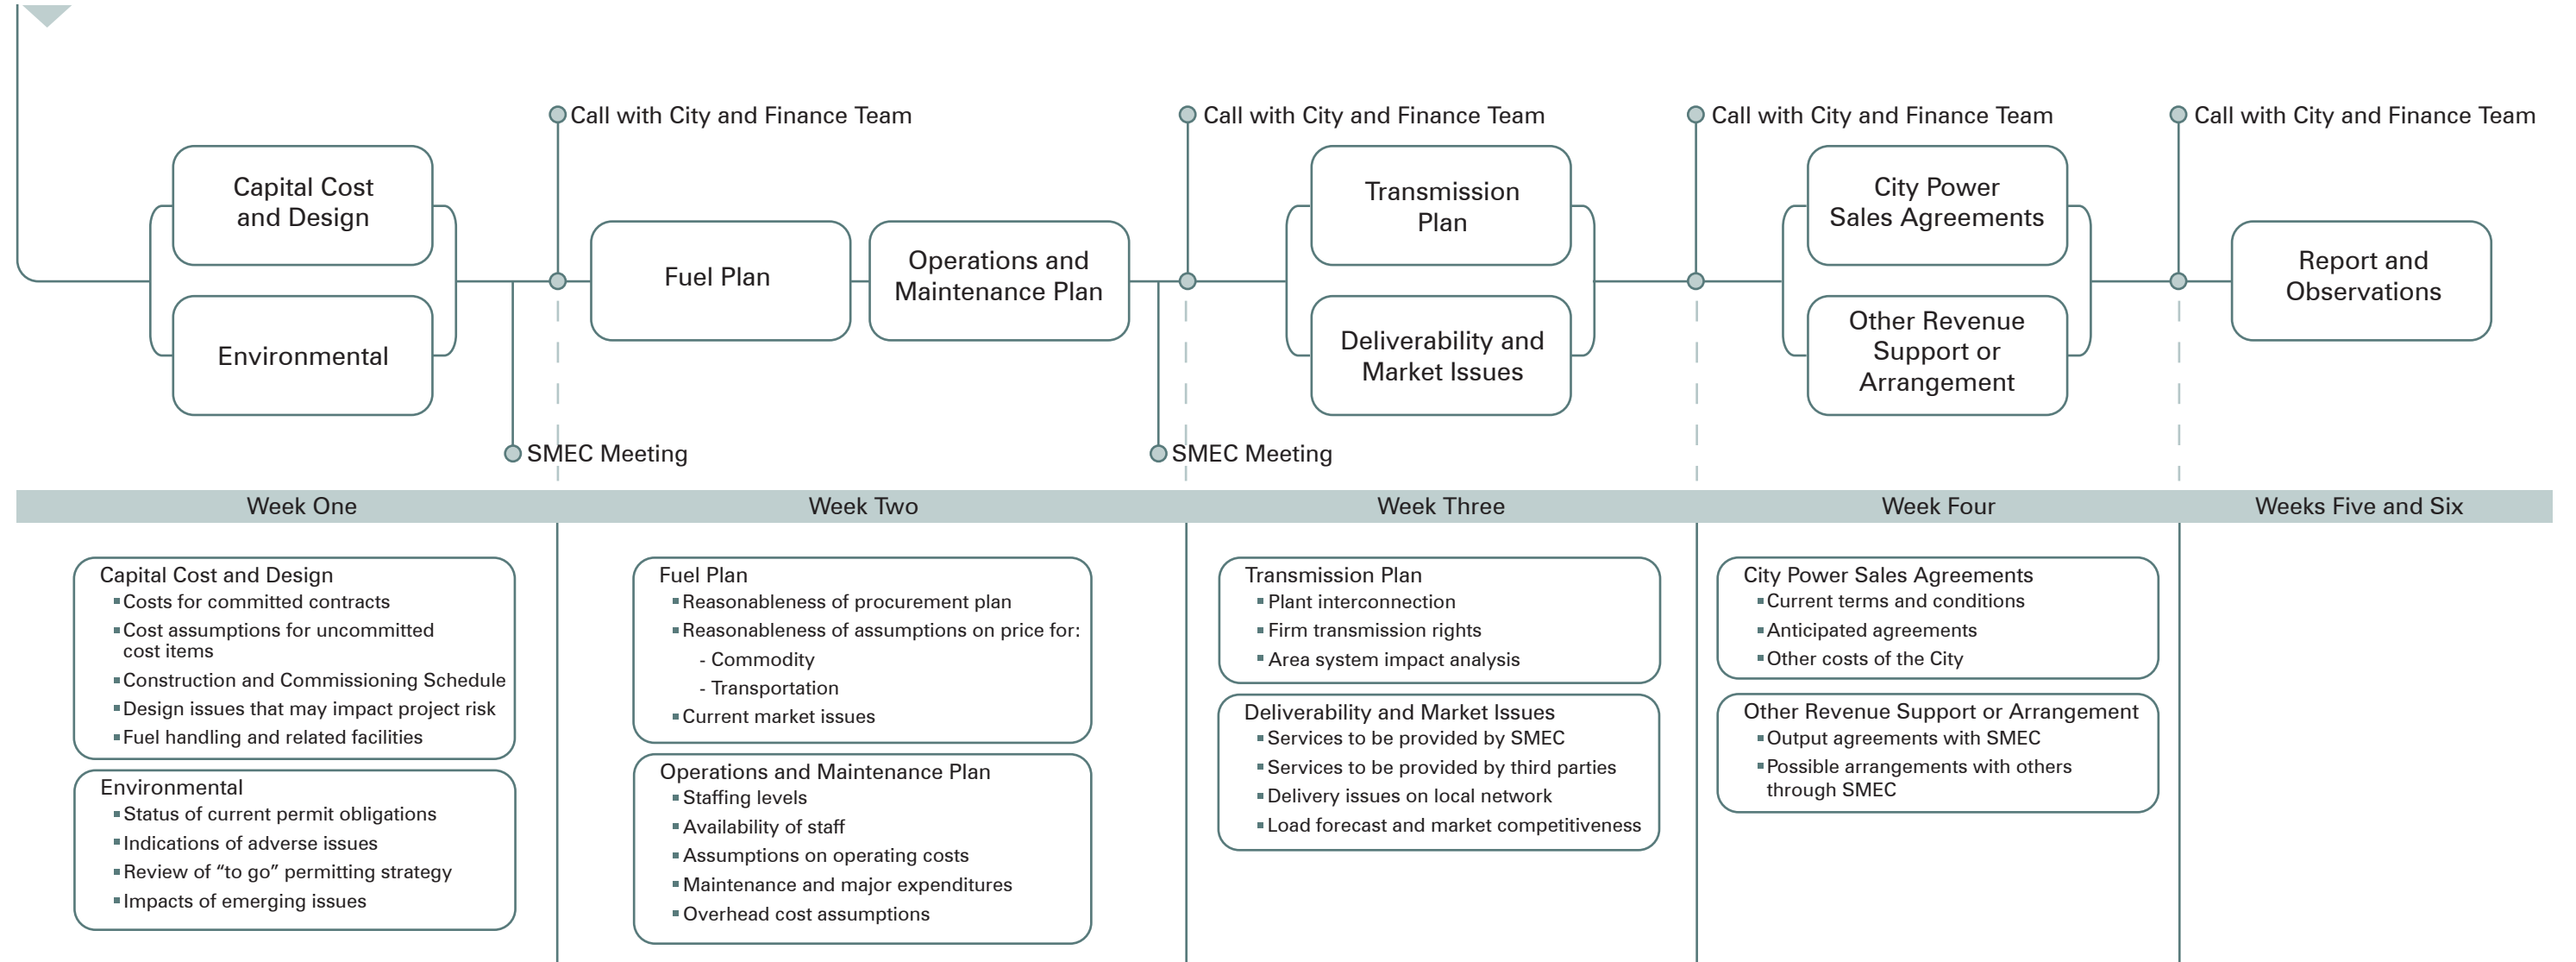 Call with City and Finance Team
Call with City and Finance Team
Call with City and Finance Team
Call with City and Finance Team
Capital Cost
and Design
Environmental
Fuel Plan
Operations and
Maintenance Plan
Transmission
Plan
Deliverability and
Market Issues
City Power
Sales Agreements
Other Revenue
Support or
Arrangement
Report and
Observations
SMEC Meeting
SMEC Meeting
Week One
Week Two
Week Three
Week Four
Weeks Five and Six
Capital Cost and Design
Costs for committed contracts
Cost assumptions for uncommitted
cost items
Construction and Commissioning Schedule
Design issues that may impact project risk
Fuel handling and related facilities
Environmental
Status of current permit obligations
Indications of adverse issues
Review of “to go” permitting strategy
Impacts of emerging issues
Fuel Plan
Reasonableness of procurement plan
Reasonableness of assumptions on price for:
- Commodity
- Transportation
Current market issues
Operations and Maintenance Plan
Staffing levels
Availability of staff
Assumptions on operating costs
Maintenance and major expenditures
Overhead cost assumptions
Transmission Plan
Plant interconnection
Firm transmission rights
Area system impact analysis
Deliverability and Market Issues
Services to be provided by SMEC
Services to be provided by third parties
Delivery issues on local network
Load forecast and market competitiveness
City Power Sales Agreements
Current terms and conditions
Anticipated agreements
Other costs of the City
Other Revenue Support or Arrangement
Output agreements with SMEC
Possible arrangements with others
through SMEC